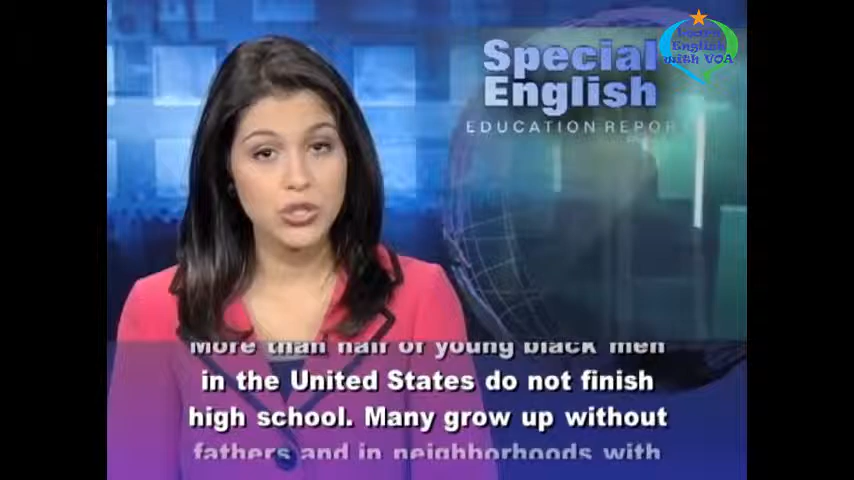 Special
English
EDUCATION REPOR
Learn
English
with VOA
More than half of young black men
in the United States do not finish
high school. Many grow up without
fathers and in neighborhoods with